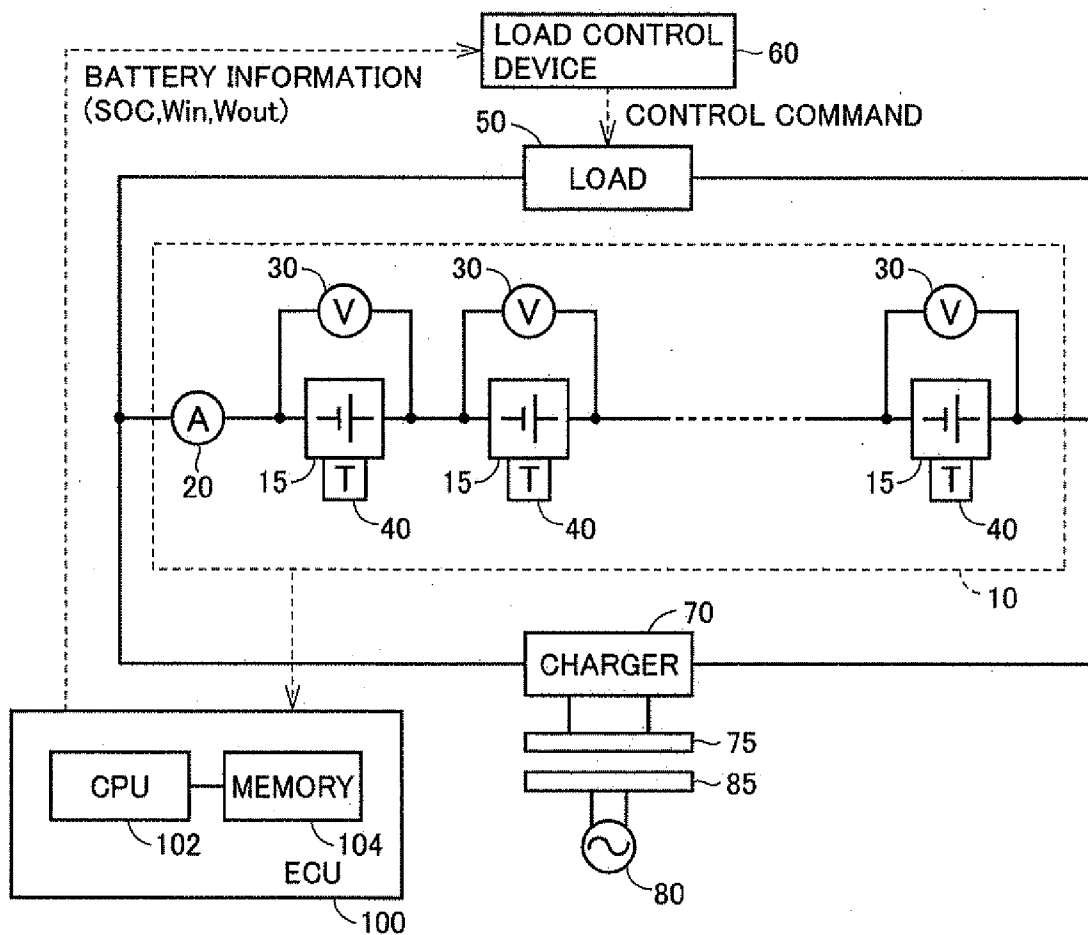 LOAD CONTROL
DEVICE
60
BATTERY INFORMATION
(SOC,Win,Wout)
CONTROL COMMAND
50
LOAD
30
30
30
V
V
V
A
20
15
T
40
15
T
40
15
T
40
10
70
CHARGER
75
85
80
CPU
MEMORY
102
104
ECU
100